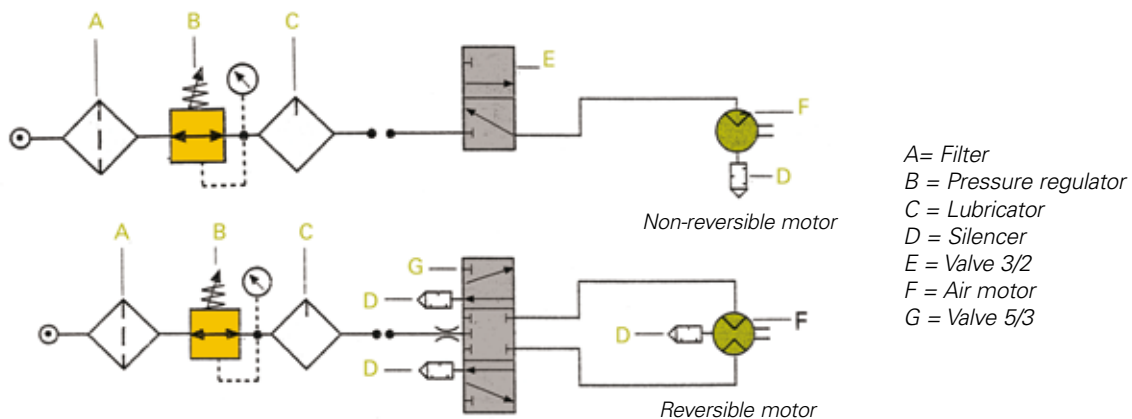 A
B
C
E
F
D
Non-reversible motor
A
B
C
G
D
D
D
F
Reversible motor
A= Filter
B = Pressure regulator
C = Lubricator
D = Silencer
E = Valve 3/2
F = Air motor
G = Valve 5/3